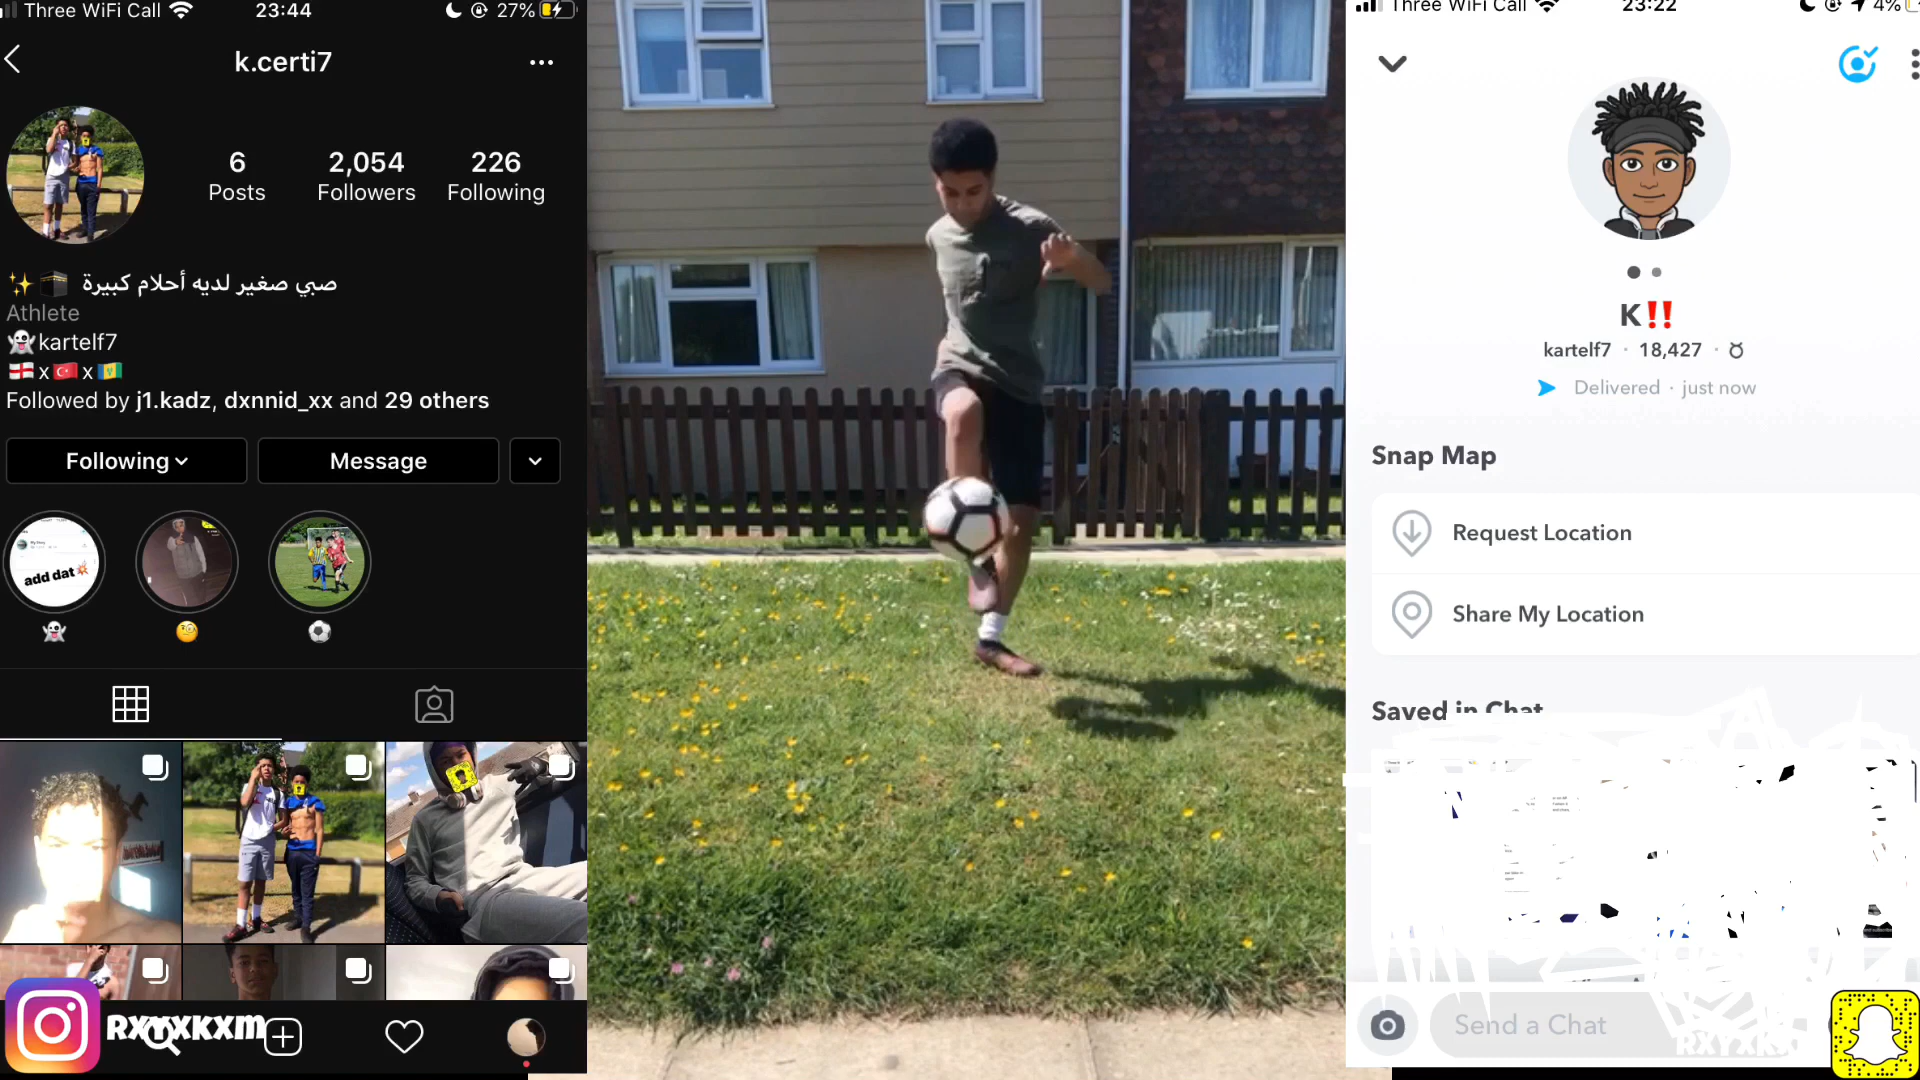 Three WiFi Call 23:44 27%
k.certi7
6 2,054 226
Posts Followers Following
صبي صغير لديه أحلام كبيرة
Athlete
kartelf7
x x
Followed by j1.kadz, dxnnid_xx and 29 others
Following Message
add dat
RXYXKXM
Three WiFi Call 23:22 4%
K‼️
kartelf7 · 18,427 ·
Delivered · just now
Snap Map
Request Location
Share My Location
Saved in Chat
Send a Chat
RXYXKX